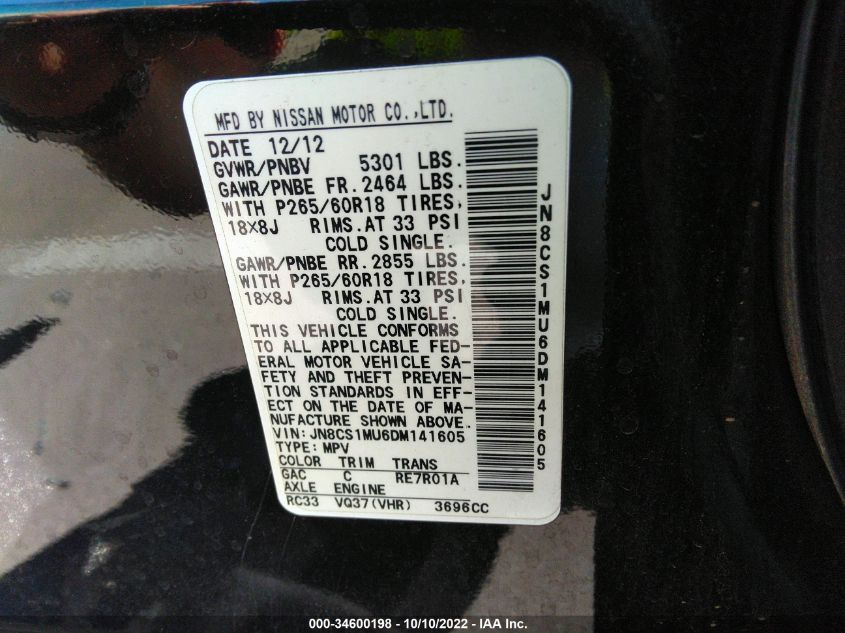 MFD BY NISSAN MOTOR CO.,LTD.
DATE 12/12
GVWR/PNBV 5301 LBS.
GAWR/PNBE FR. 2464 LBS.
WITH P265/60R18 TIRES,
18X8J RIMS.AT 33 PSI
COLD SINGLE.
GAWR/PNBE RR. 2855 LBS.
WITH P265/60R18 TIRES,
18X8J RIMS.AT 33 PSI
COLD SINGLE.
THIS VEHICLE CONFORMS
TO ALL APPLICABLE FED-
ERAL MOTOR VEHICLE SA-
FETY AND THEFT PREVEN-
TION STANDARDS IN EFF-
ECT ON THE DATE OF MA-
NUFACTURE SHOWN ABOVE.
VIN: JN8CS1MU6DM141605
TYPE: MPV
COLOR TRIM TRANS
GAC C RE7R01A
AXLE ENGINE
RC33 VQ37(VHR) 3696CC
JN8CS1MU6DM141605
000-34600198 - 10/10/2022 - IAA Inc.